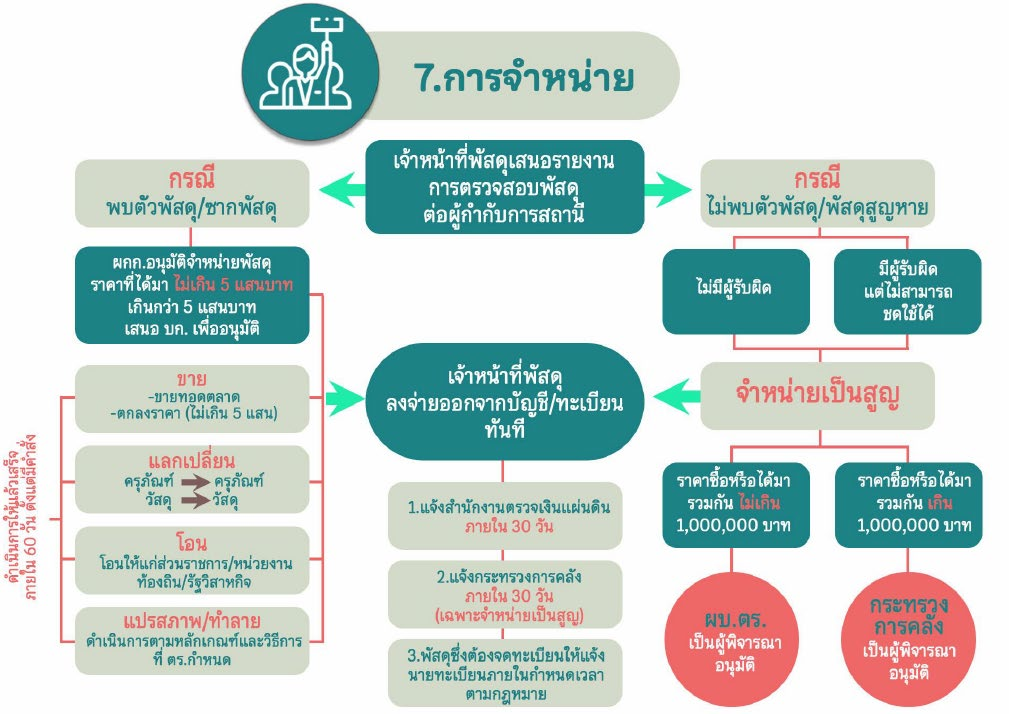 7.การจำหน่าย
เจ้าหน้าที่พัสดุเสนอรายงาน
การตรวจสอบพัสดุ
ต่อผู้กำกับการสถานี
กรณี
พบตัวพัสดุ/ซากพัสดุ
ผกก.อนุมัติจำหน่ายพัสดุ
ราคาที่ได้มา ไม่เกิน 5 แสนบาท
เกินกว่า 5 แสนบาท
เสนอ บก. เพื่ออนุมัติ
ขาย
-ขายทอดตลาด
-ตกลงราคา (ไม่เกิน 5 แสน)
แลกเปลี่ยน
ครุภัณฑ์ ครุภัณฑ์
วัสดุ วัสดุ
โอน
โอนให้แก่ส่วนราชการ/หน่วยงาน
ท้องถิน/รัฐวิสาหกิจ
แปรสภาพ/ทำลาย
ดำเนินการตามหลักเกณฑ์และวิธีการ
ที่ ตร.กำหนด
ดำเนินการให้แล้วเสร็จ
ภายใน 60 วัน ตั้งแต่มีคำสั่ง
เจ้าหน้าที่พัสดุ
ลงจ่ายออกจากบัญชี/ทะเบียน
ทันที
1.แจ้งสำนักงานตรวจเงินแผ่นดิน
ภายใน 30 วัน
2.แจ้งกระทรวงการคลัง
ภายใน 30 วัน
(เฉพาะจำหน่ายเป็นสูญ)
3.พัสดุซึ่งต้องจดทะเบียนให้แจ้ง
นายทะเบียนภายในกำหนดเวลา
ตามกฎหมาย
กรณี
ไม่พบตัวพัสดุ/พัสดุสูญหาย
ไม่มีผู้รับผิด
มีผู้รับผิด
แต่ไม่สามารถ
ชดใช้ได้
จำหน่ายเป็นสูญ
ราคาซื้อหรือได้มา
รวมกัน ไม่เกิน
1,000,000 บาท
ราคาซื้อหรือได้มา
รวมกัน เกิน
1,000,000 บาท
ผบ.ตร.
เป็นผู้พิจารณา
อนุมัติ
กระทรวง
การคลัง
เป็นผู้พิจารณา
อนุมัติ